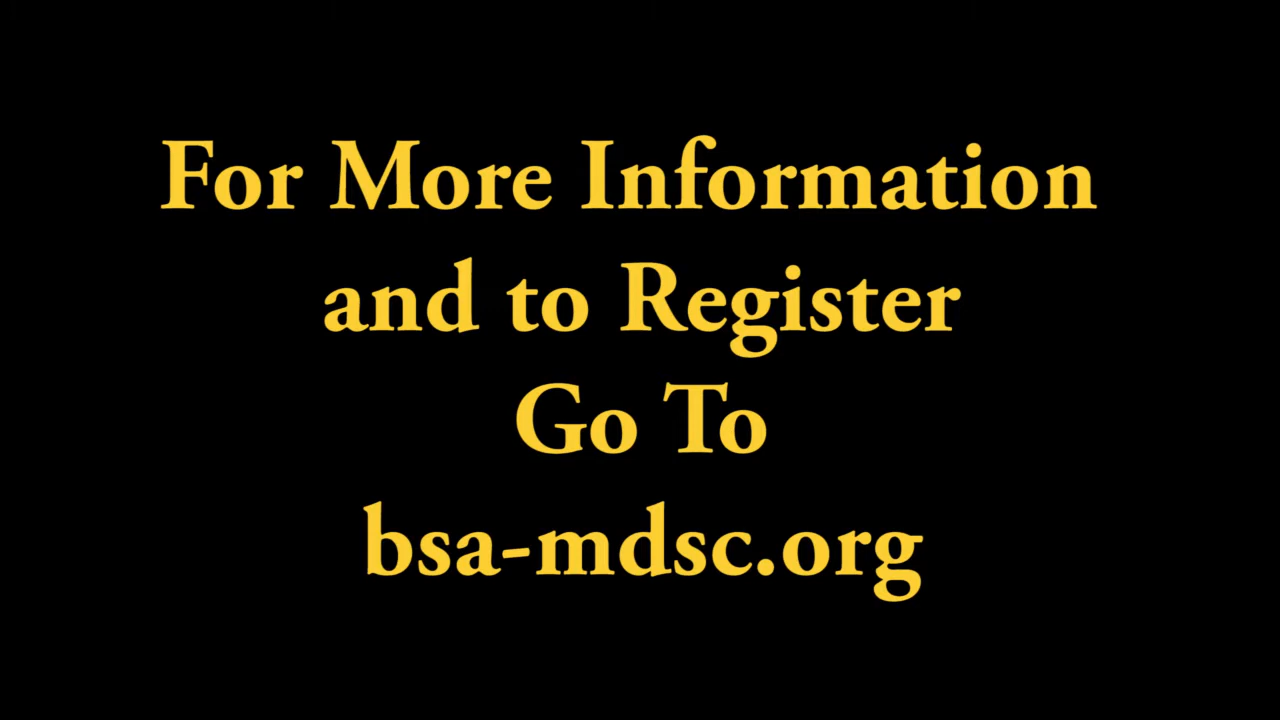 For More Information
and to Register
Go To
bsa-mdsc.org